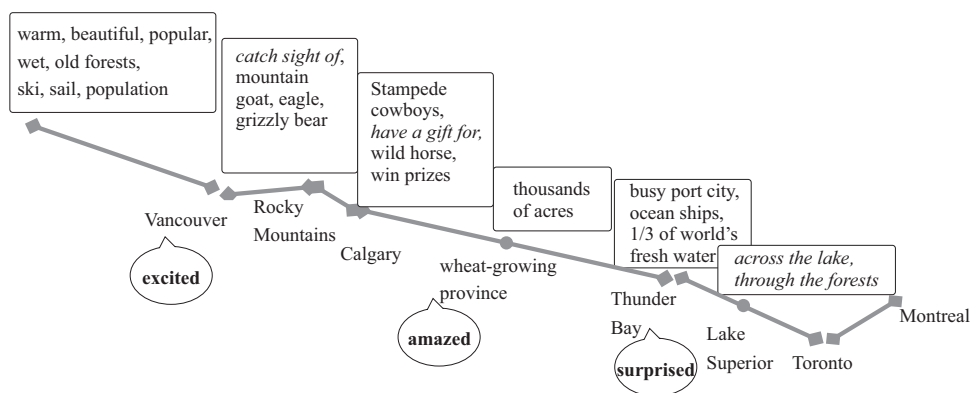 warm, beautiful, popular,
wet, old forests,
ski, sail, population
catch sight of,
mountain
goat, eagle,
grizzly bear
Stampede
cowboys,
have a gift for,
wild horse,
win prizes
thousands
of acres
busy port city,
ocean ships,
1/3 of world's
fresh water
across the lake,
through the forests
Vancouver
Rocky
Mountains
Calgary
wheat-growing
province
Thunder
Bay
Lake
Superior
Toronto
Montreal
excited
amazed
surprised